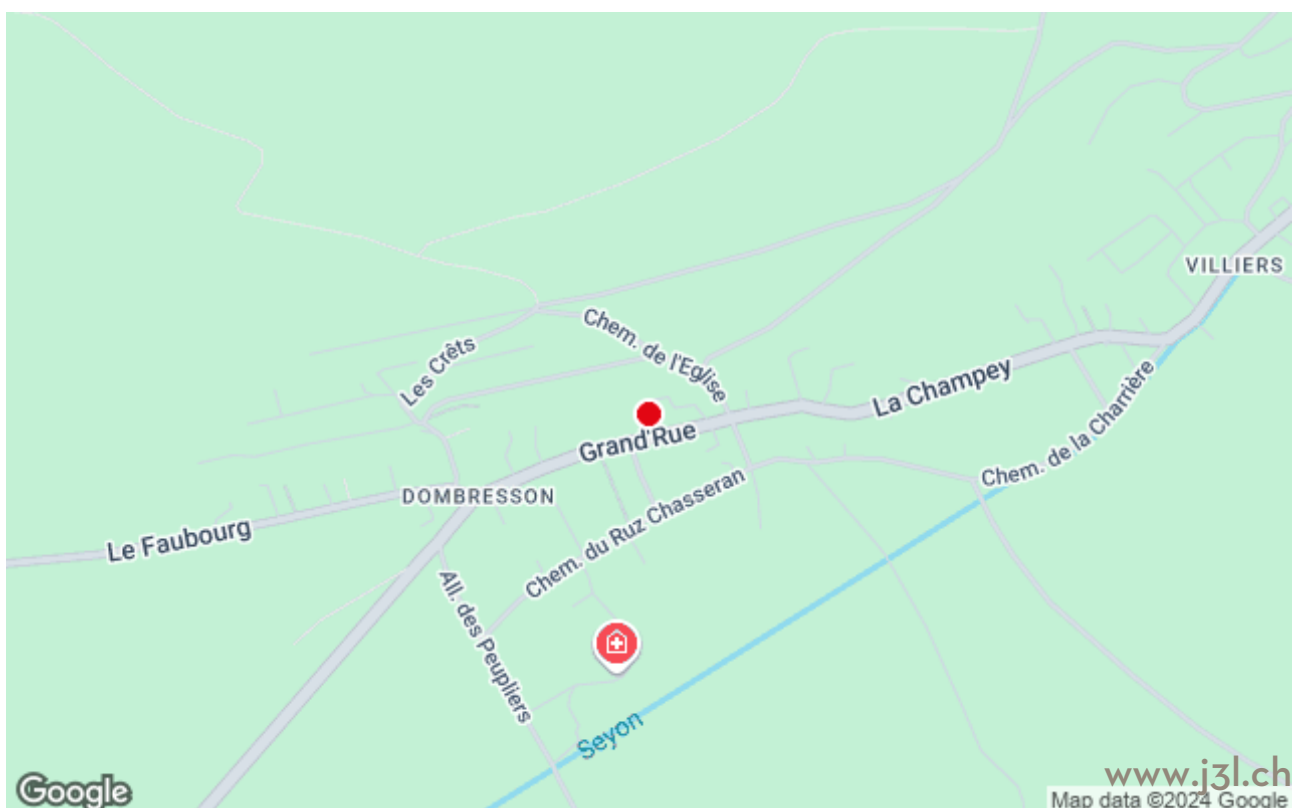 VILLIERS
Chem. de l'Eglise
Les Crêts
La Champey
Chem. de la Charrière
Grand'Rue
DOMBRESSON
Chem. du Ruz Chasseran
Le Faubourg
All. des Peupliers
Seyon
www.j3l.ch
Google
Map data ©2024 Google